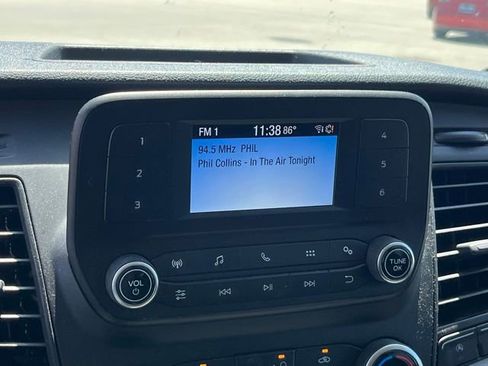 FM 1 11:38 86°
94.5 MHz PHIL
Phil Collins - In The Air Tonight
1
2
3
4
5
6
VOL
TUNE
OK